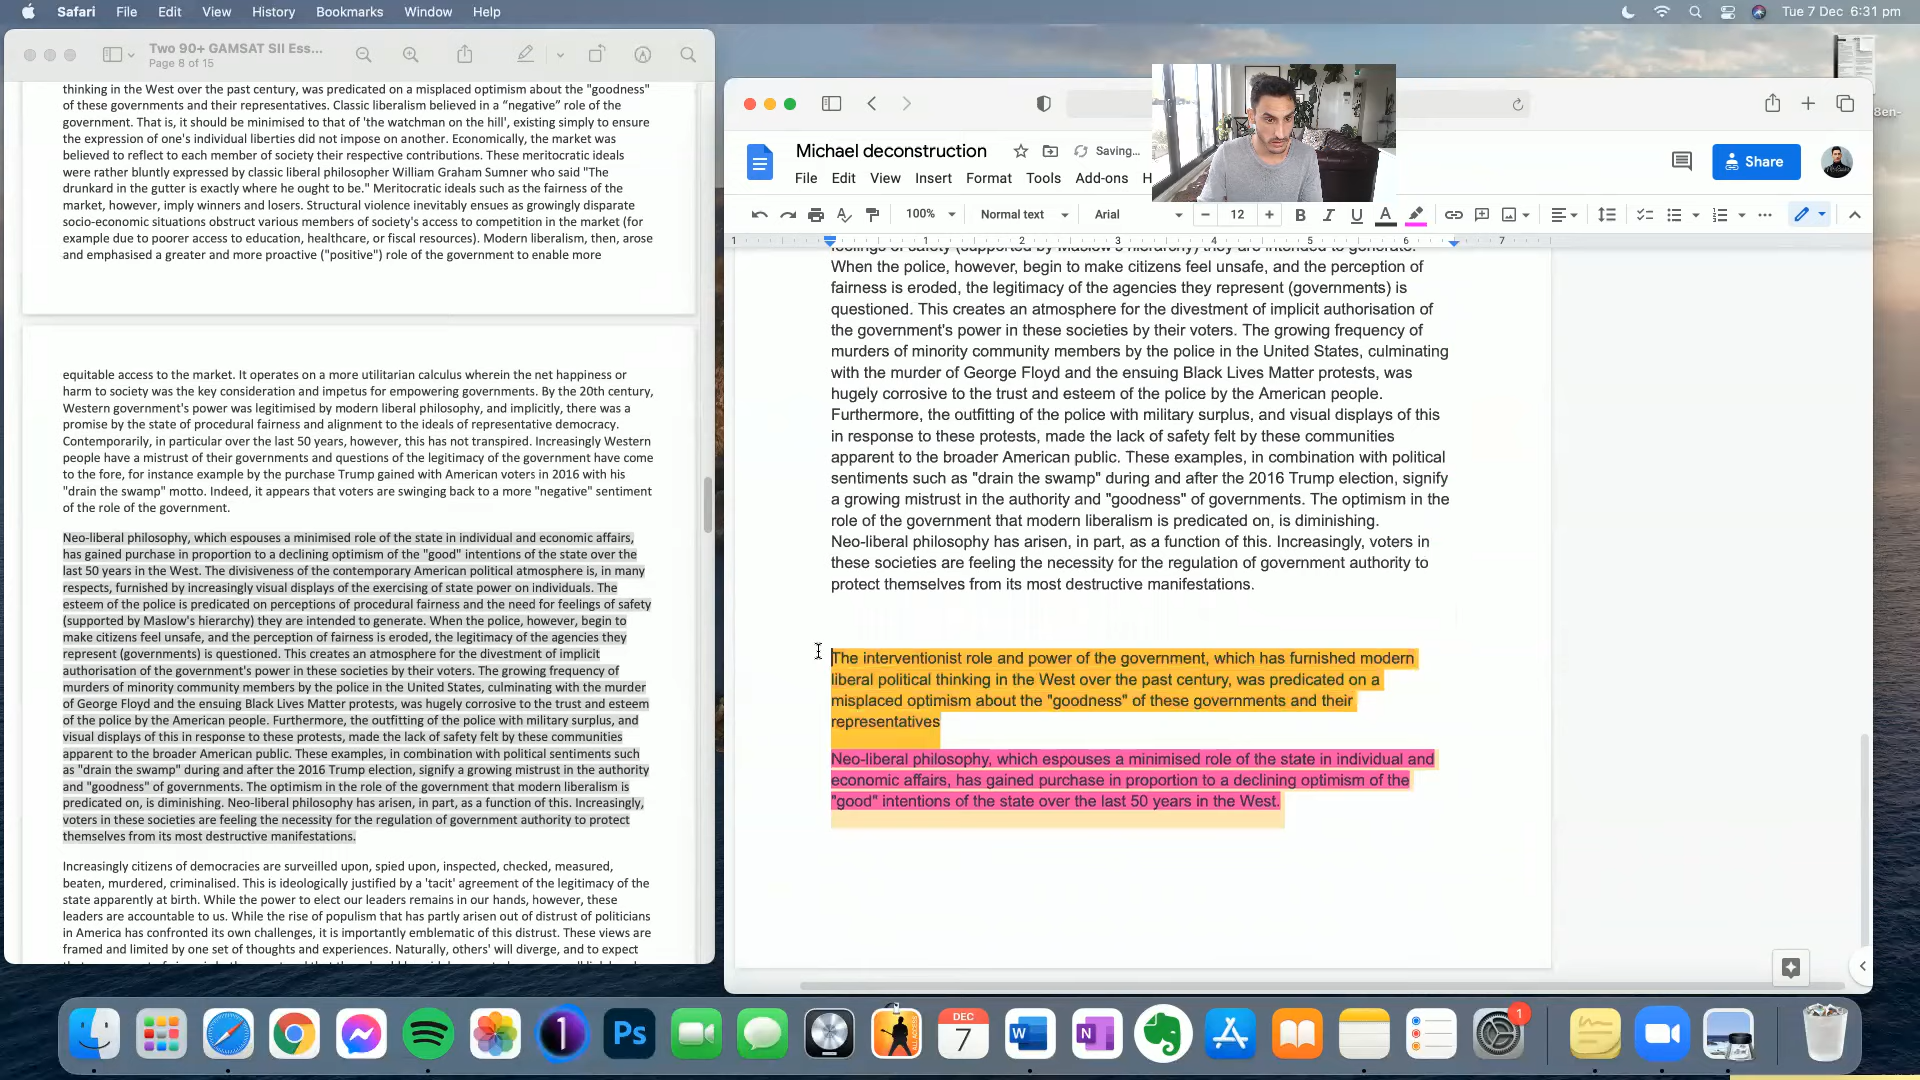 Safari File Edit View History Bookmarks Window Help
Tue 7 Dec 6:31 pm
Two 90+ GAMSAT SII Ess...
Page 8 of 15
thinking in the West over the past century, was predicated on a misplaced optimism about the "goodness"
of these governments and their representatives. Classic liberalism believed in a “negative” role of the
government. That is, it should be minimised to that of 'the watchman on the hill', existing simply to ensure
the expression of one's individual liberties did not impose on another. Economically, the market was
believed to reflect to each member of society their respective contributions. These meritocratic ideals
were rather bluntly expressed by classic liberal philosopher William Graham Sumner who said "The
drunkard in the gutter is exactly where he ought to be." Meritocratic ideals such as the fairness of the
market, however, imply winners and losers. Structural violence inevitably ensues as growingly disparate
socio-economic situations obstruct various members of society's access to competition in the market (for
example due to poorer access to education, healthcare, or fiscal resources). Modern liberalism, then, arose
and emphasised a greater and more proactive ("positive") role of the government to enable more
equitable access to the market. It operates on a more utilitarian calculus wherein the net happiness or
harm to society was the key consideration and impetus for empowering governments. By the 20th century,
Western government's power was legitimised by modern liberal philosophy, and implicitly, there was a
promise by the state of procedural fairness and alignment to the ideals of representative democracy.
Contemporarily, in particular over the last 50 years, however, this has not transpired. Increasingly Western
people have a mistrust of their governments and questions of the legitimacy of the government have come
to the fore, for instance example by the purchase Trump gained with American voters in 2016 with his
"drain the swamp" motto. Indeed, it appears that voters are swinging back to a more "negative" sentiment
of the role of the government.
Neo-liberal philosophy, which espouses a minimised role of the state in individual and economic affairs,
has gained purchase in proportion to a declining optimism of the "good" intentions of the state over the
last 50 years in the West. The divisiveness of the contemporary American political atmosphere is, in many
respects, furnished by increasingly visual displays of the exercising of state power on individuals. The
esteem of the police is predicated on perceptions of procedural fairness and the need for feelings of safety
(supported by Maslow's hierarchy) they are intended to generate. When the police, however, begin to
make citizens feel unsafe, and the perception of fairness is eroded, the legitimacy of the agencies they
represent (governments) is questioned. This creates an atmosphere for the divestment of implicit
authorisation of the government's power in these societies by their voters. The growing frequency of
murders of minority community members by the police in the United States, culminating with the murder
of George Floyd and the ensuing Black Lives Matter protests, was hugely corrosive to the trust and esteem
of the police by the American people. Furthermore, the outfitting of the police with military surplus, and
visual displays of this in response to these protests, made the lack of safety felt by these communities
apparent to the broader American public. These examples, in combination with political sentiments such
as "drain the swamp" during and after the 2016 Trump election, signify a growing mistrust in the authority
and "goodness" of governments. The optimism in the role of the government that modern liberalism is
predicated on, is diminishing. Neo-liberal philosophy has arisen, in part, as a function of this. Increasingly,
voters in these societies are feeling the necessity for the regulation of government authority to protect
themselves from its most destructive manifestations.
Increasingly citizens of democracies are surveilled upon, spied upon, inspected, checked, measured,
beaten, murdered, criminalised. This is ideologically justified by a 'tacit' agreement of the legitimacy of the
state apparently at birth. While the power to elect our leaders remains in our hands, however, these
leaders are accountable to us. While the rise of populism that has partly arisen out of distrust of politicians
in America has confronted its own challenges, it is importantly emblematic of this distrust. These views are
framed and limited by one set of thoughts and experiences. Naturally, others' will diverge, and to expect
Michael deconstruction
Saving...
File Edit View Insert Format Tools Add-ons H
Share
100% Normal text Arial 12
1 1 2 3 4 5 6 7
feelings of safety (supported by Maslow's hierarchy) they are intended to generate.
When the police, however, begin to make citizens feel unsafe, and the perception of
fairness is eroded, the legitimacy of the agencies they represent (governments) is
questioned. This creates an atmosphere for the divestment of implicit authorisation of
the government's power in these societies by their voters. The growing frequency of
murders of minority community members by the police in the United States, culminating
with the murder of George Floyd and the ensuing Black Lives Matter protests, was
hugely corrosive to the trust and esteem of the police by the American people.
Furthermore, the outfitting of the police with military surplus, and visual displays of this
in response to these protests, made the lack of safety felt by these communities
apparent to the broader American public. These examples, in combination with political
sentiments such as "drain the swamp" during and after the 2016 Trump election, signify
a growing mistrust in the authority and "goodness" of governments. The optimism in the
role of the government that modern liberalism is predicated on, is diminishing.
Neo-liberal philosophy has arisen, in part, as a function of this. Increasingly, voters in
these societies are feeling the necessity for the regulation of government authority to
protect themselves from its most destructive manifestations.
The interventionist role and power of the government, which has furnished modern
liberal political thinking in the West over the past century, was predicated on a
misplaced optimism about the "goodness" of these governments and their
representatives
Neo-liberal philosophy, which espouses a minimised role of the state in individual and
economic affairs, has gained purchase in proportion to a declining optimism of the
"good" intentions of the state over the last 50 years in the West.
8en-
1
Ps
DEC
7
W
N
1